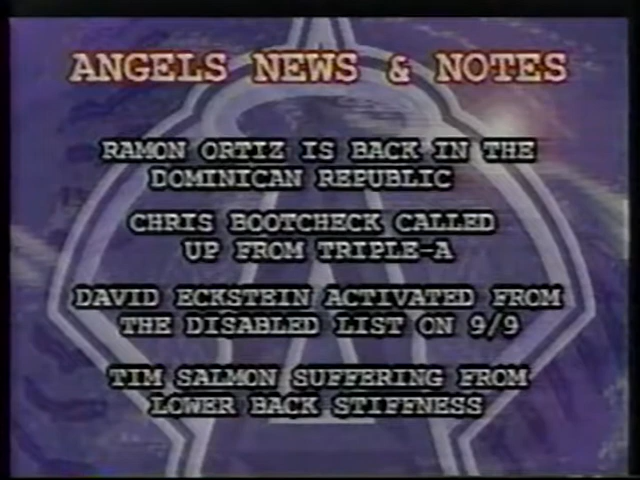 ANGELS NEWS & NOTES
RAMON ORTIZ IS BACK IN THE
DOMINICAN REPUBLIC
CHRIS BOOTCHECK CALLED
UP FROM TRIPLE-A
DAVID ECKSTEIN ACTIVATED FROM
THE DISABLED LIST ON 9/9
TIM SALMON SUFFERING FROM
LOWER BACK STIFFNESS